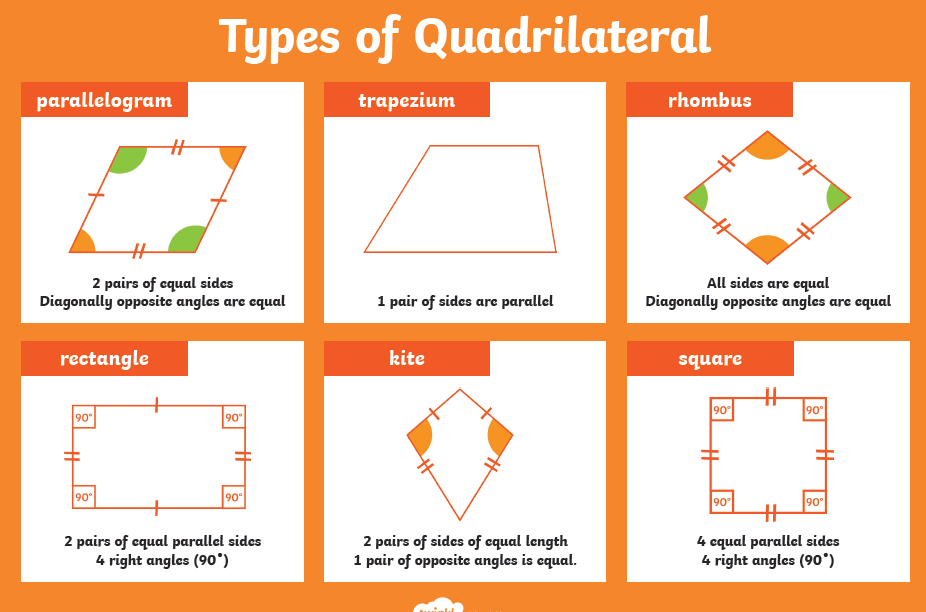 Types of Quadrilateral
parallelogram
2 pairs of equal sides
Diagonally opposite angles are equal
trapezium
1 pair of sides are parallel
rhombus
All sides are equal
Diagonally opposite angles are equal
rectangle
90°
90°
90°
90°
2 pairs of equal parallel sides
4 right angles (90°)
kite
2 pairs of sides of equal length
1 pair of opposite angles is equal.
square
90°
90°
90°
90°
4 equal parallel sides
4 right angles (90°)